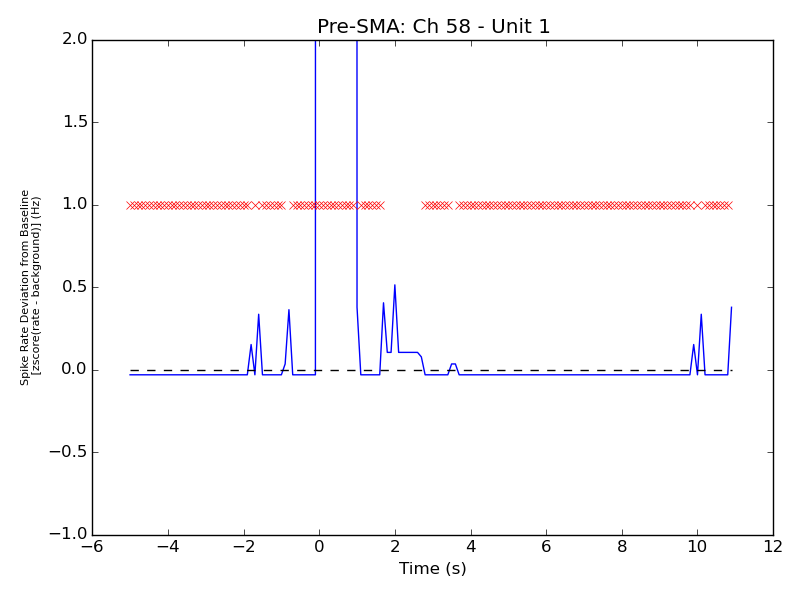 Pre-SMA: Ch 58 - Unit 1
2.0
1.5
1.0
0.5
0.0
−0.5
−1.0
Spike Rate Deviation from Baseline
[zscore(rate - background)] (Hz)
−6 −4 −2 0 2 4 6 8 10 12
Time (s)